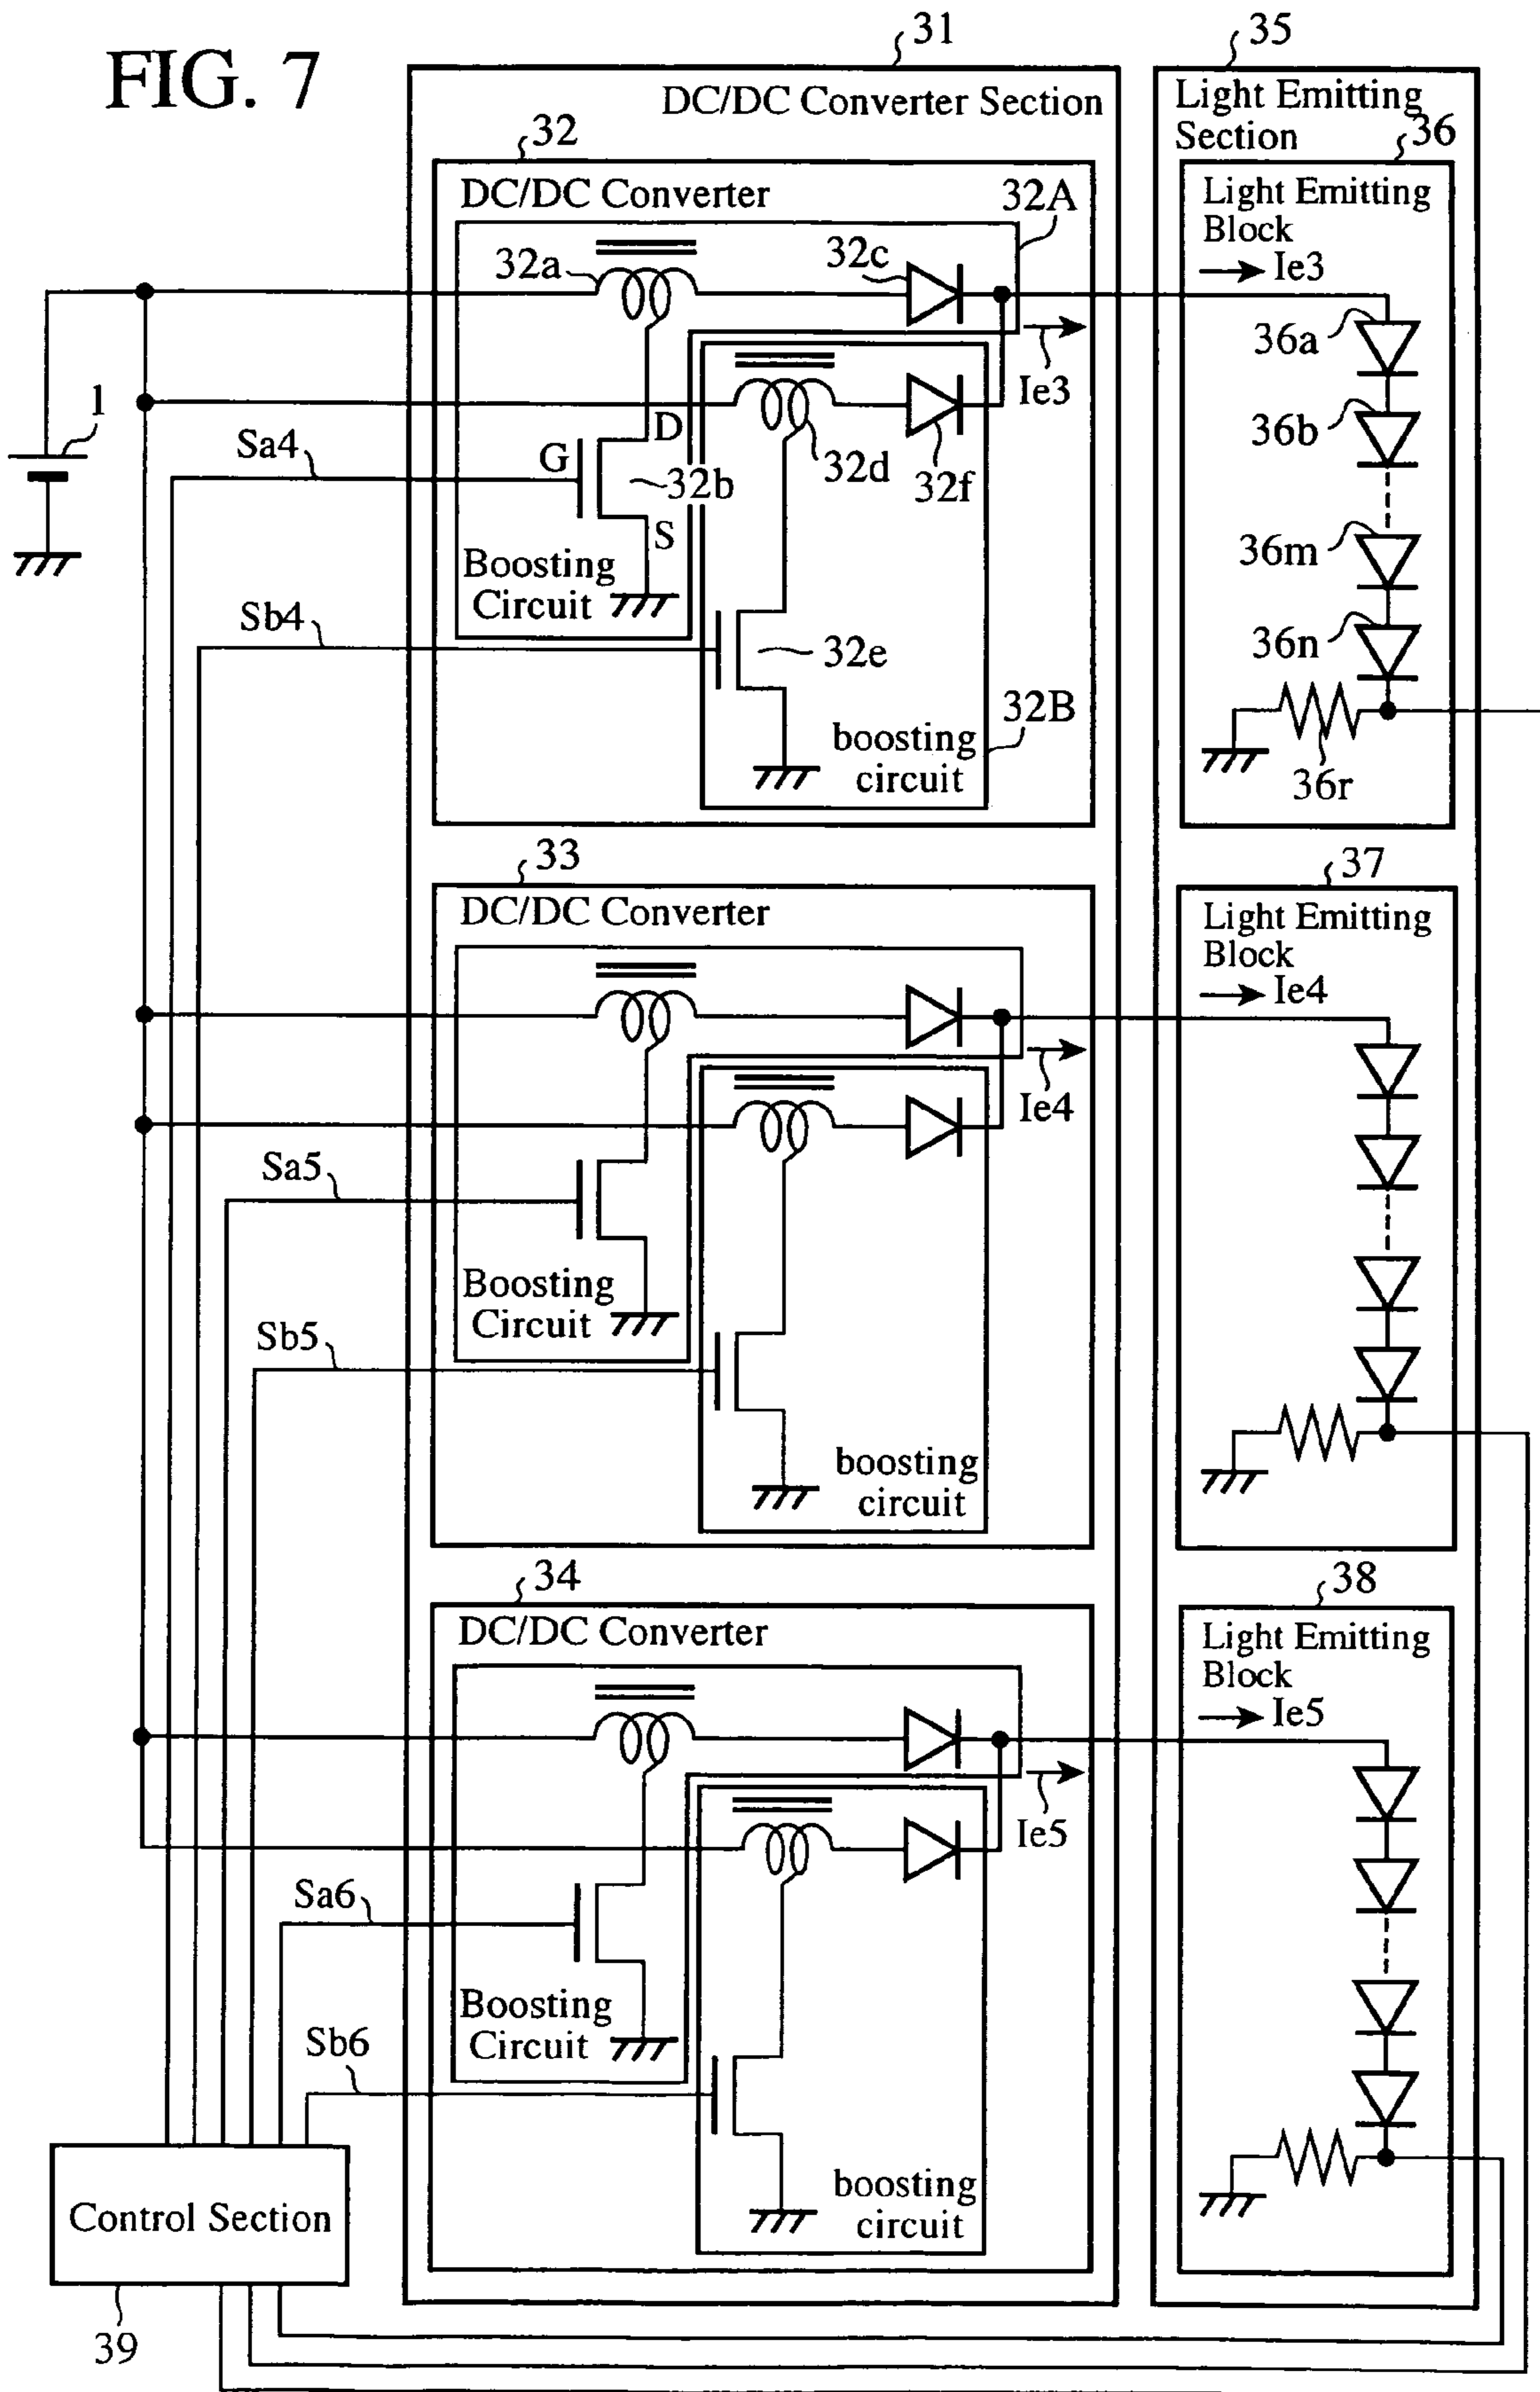 FIG. 7
31
35
DC/DC Converter Section
Light Emitting
Section
32
36
DC/DC Converter
32A
Light Emitting
Block
Ie3
32a
32c
36a
Ie3
1
Sa4
G
D
32b
32d
32f
36b
S
Boosting
Circuit
36m
Sb4
32e
36n
32B
boosting
circuit
36r
33
37
DC/DC Converter
Light Emitting
Block
Ie4
Ie4
Sa5
Boosting
Circuit
Sb5
boosting
circuit
34
38
DC/DC Converter
Light Emitting
Block
Ie5
Ie5
Sa6
Boosting
Circuit
Sb6
boosting
circuit
Control Section
39